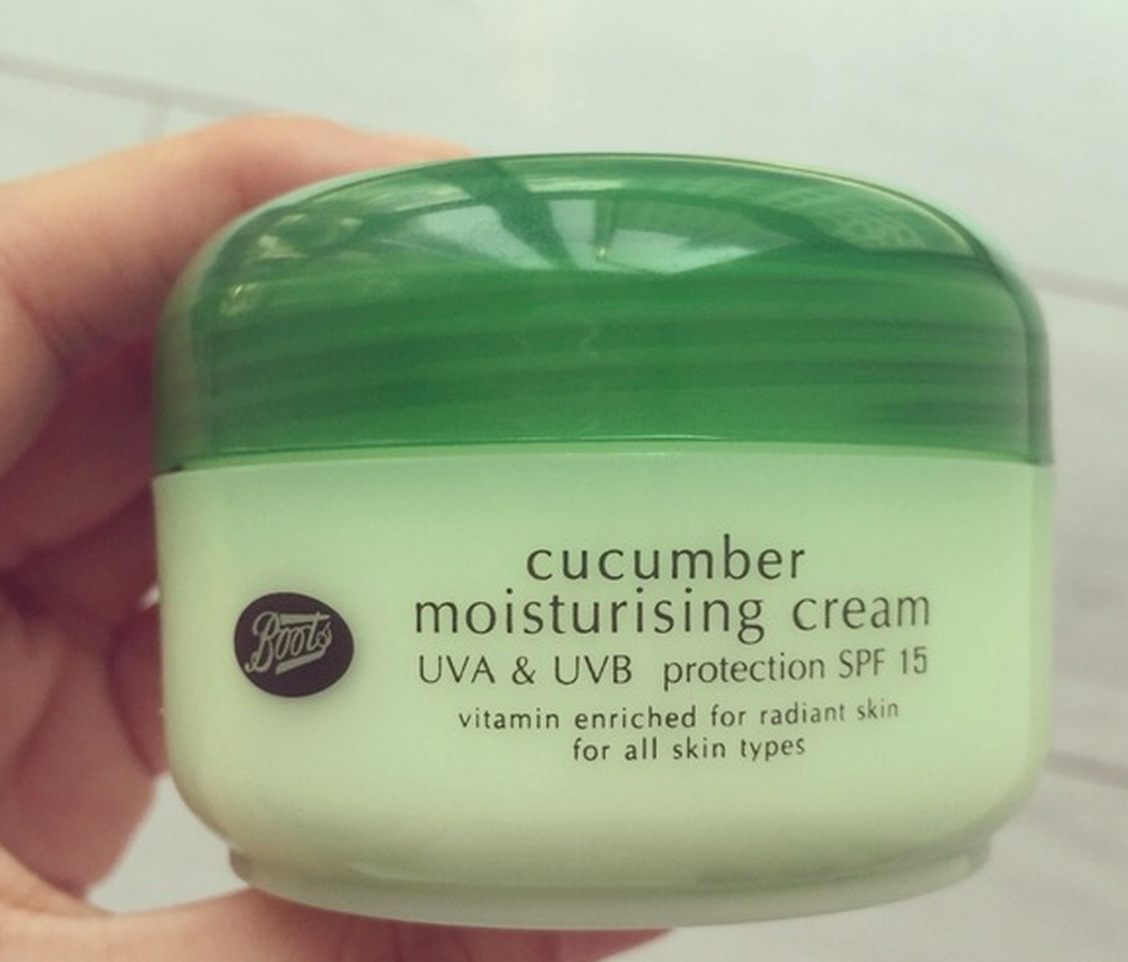 Boots
cucumber
moisturising cream
UVA & UVB protection SPF 15
vitamin enriched for radiant skin
for all skin types